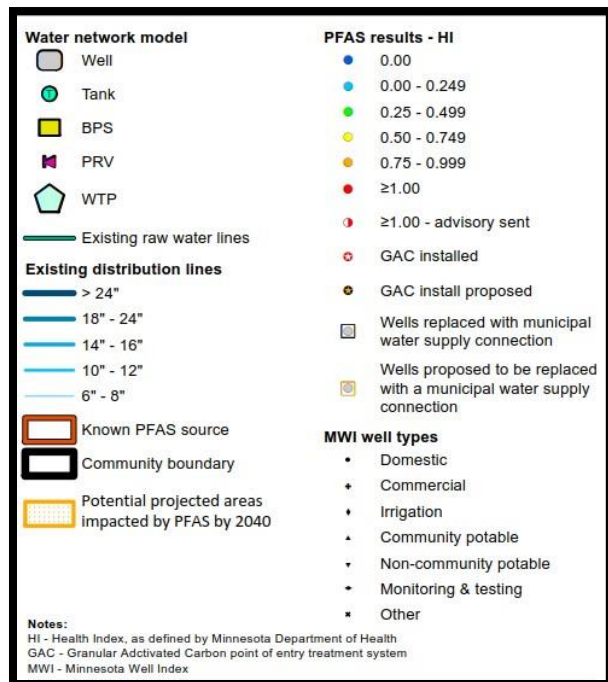 Water network model
Well
T
Tank
BPS
PRV
WTP
Existing raw water lines
Existing distribution lines
> 24"
18" - 24"
14" - 16"
10" - 12"
6" - 8"
Known PFAS source
Community boundary
Potential projected areas
impacted by PFAS by 2040
PFAS results - HI
0.00
0.00 - 0.249
0.25 - 0.499
0.50 - 0.749
0.75 - 0.999
≥1.00
≥1.00 - advisory sent
GAC installed
GAC install proposed
Wells replaced with municipal
water supply connection
Wells proposed to be replaced
with a municipal water supply
connection
MWI well types
Domestic
Commercial
Irrigation
Community potable
Non-community potable
Monitoring & testing
Other
Notes:
HI - Health Index, as defined by Minnesota Department of Health
GAC - Granular Adctivated Carbon point of entry treatment system
MWI - Minnesota Well Index